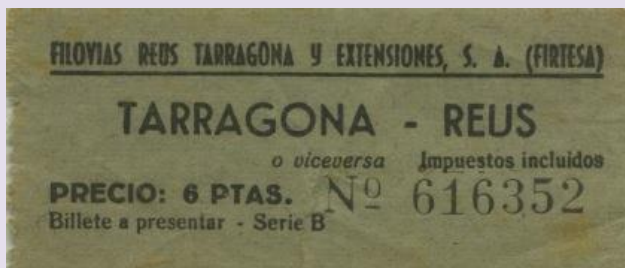 FILOVIAS REUS TARRAGONA Y EXTENSIONES, S. A. (FIRTESA)
TARRAGONA - REUS
o viceversa Impuestos incluidos
PRECIO: 6 PTAS. Nº 616352
Billete a presentar - Serie B